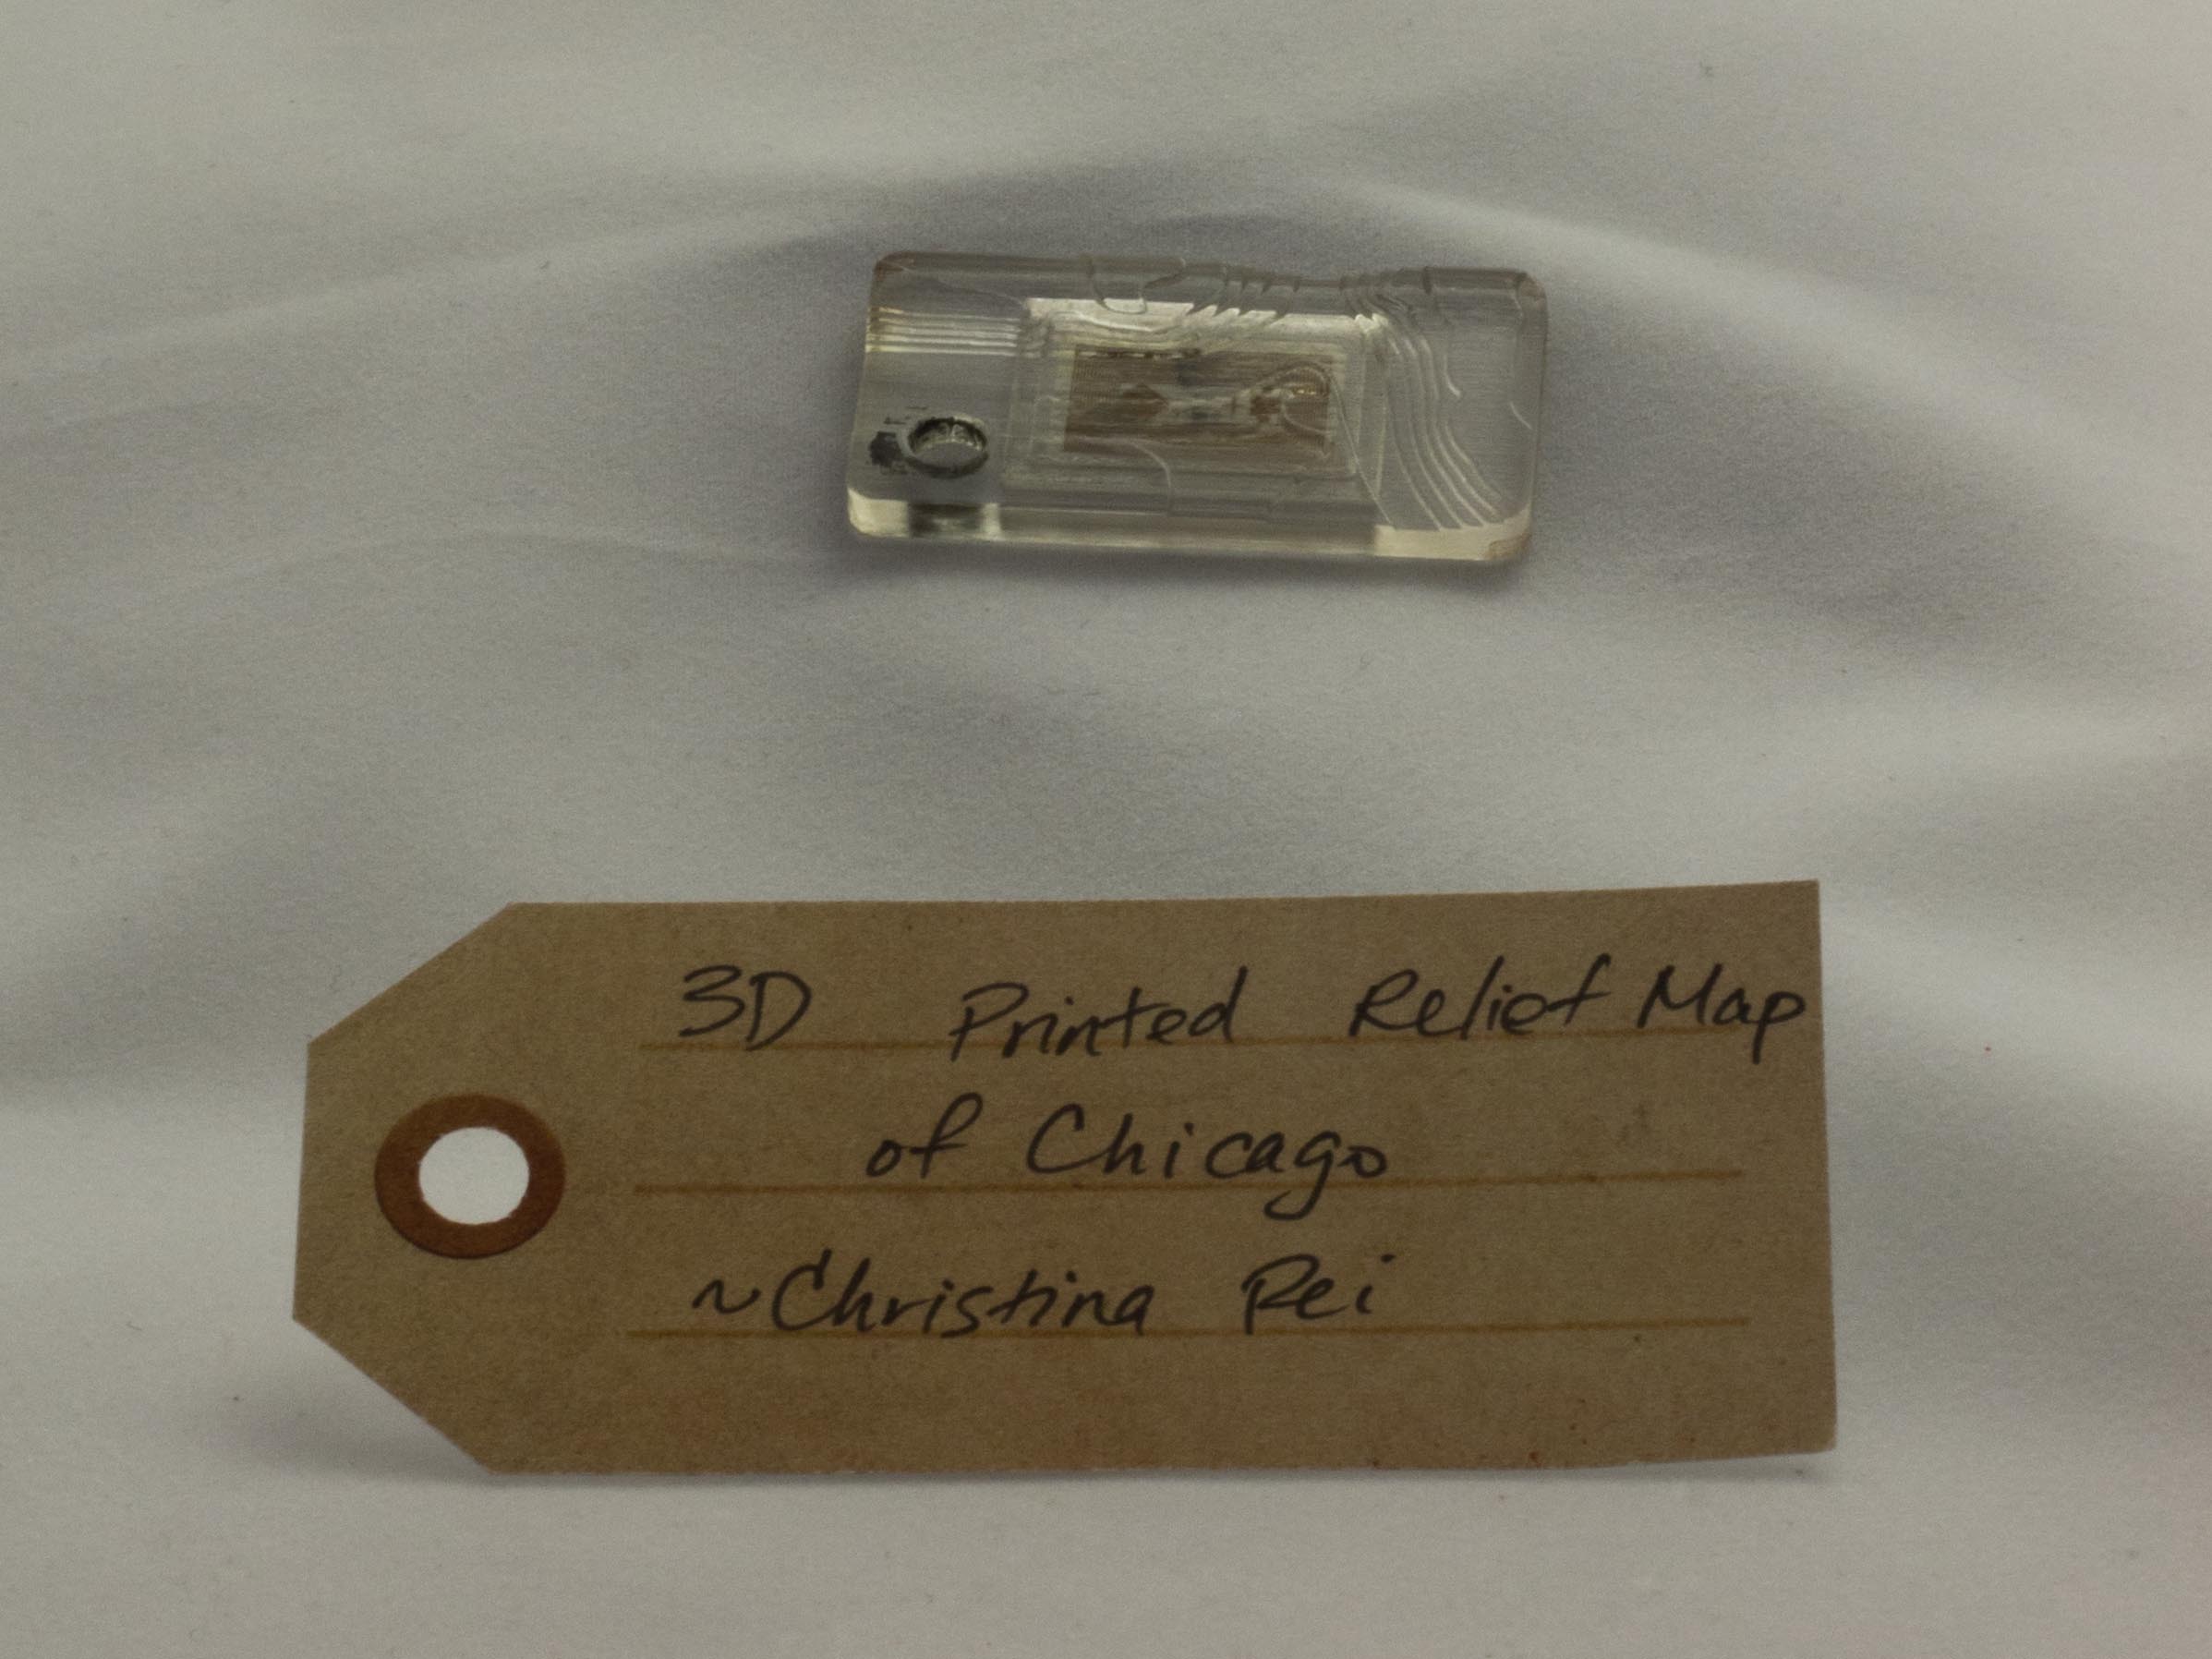 3D Printed Relief Map
of Chicago
~Christina Pei